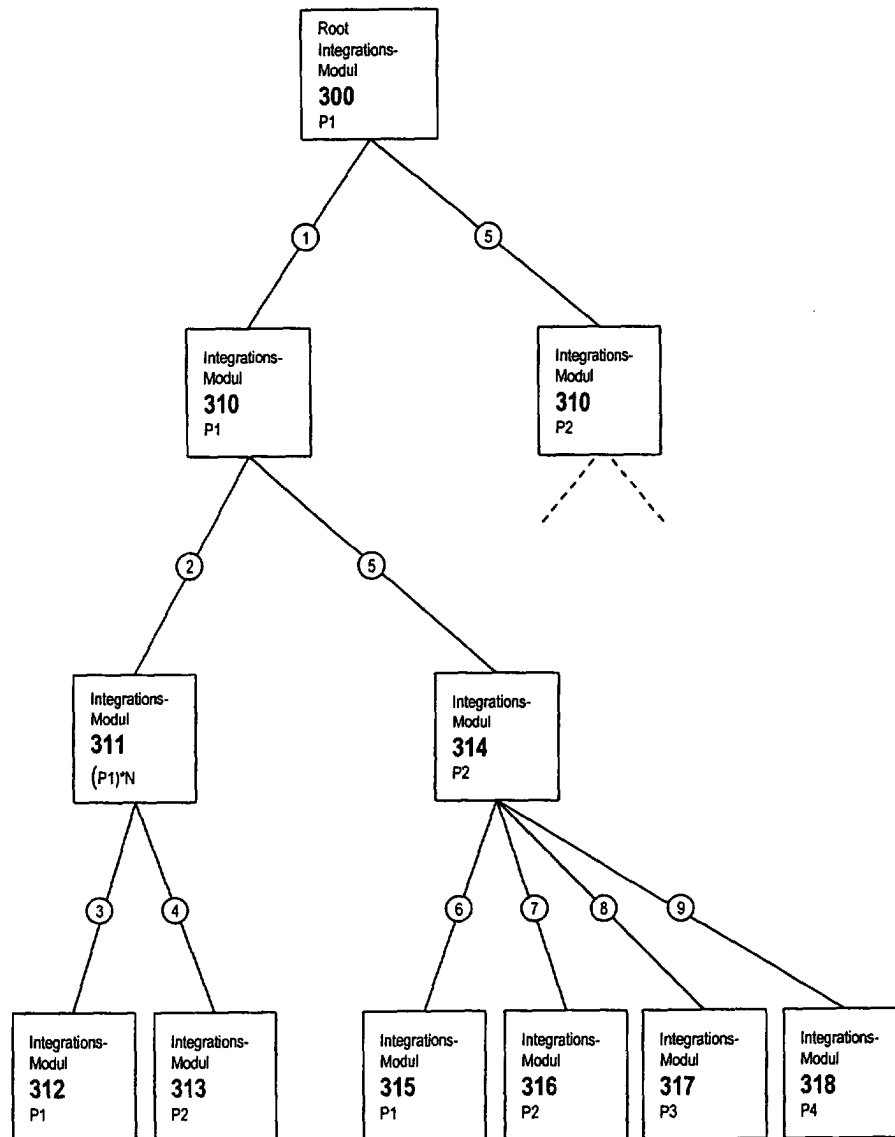 Root
Integrations-
Modul
300
P1
1
5
Integrations-
Modul
310
P1
Integrations-
Modul
310
P2
2
5
Integrations-
Modul
311
(P1)*N
Integrations-
Modul
314
P2
3
4
6
7
8
9
Integrations-
Modul
312
P1
Integrations-
Modul
313
P2
Integrations-
Modul
315
P1
Integrations-
Modul
316
P2
Integrations-
Modul
317
P3
Integrations-
Modul
318
P4